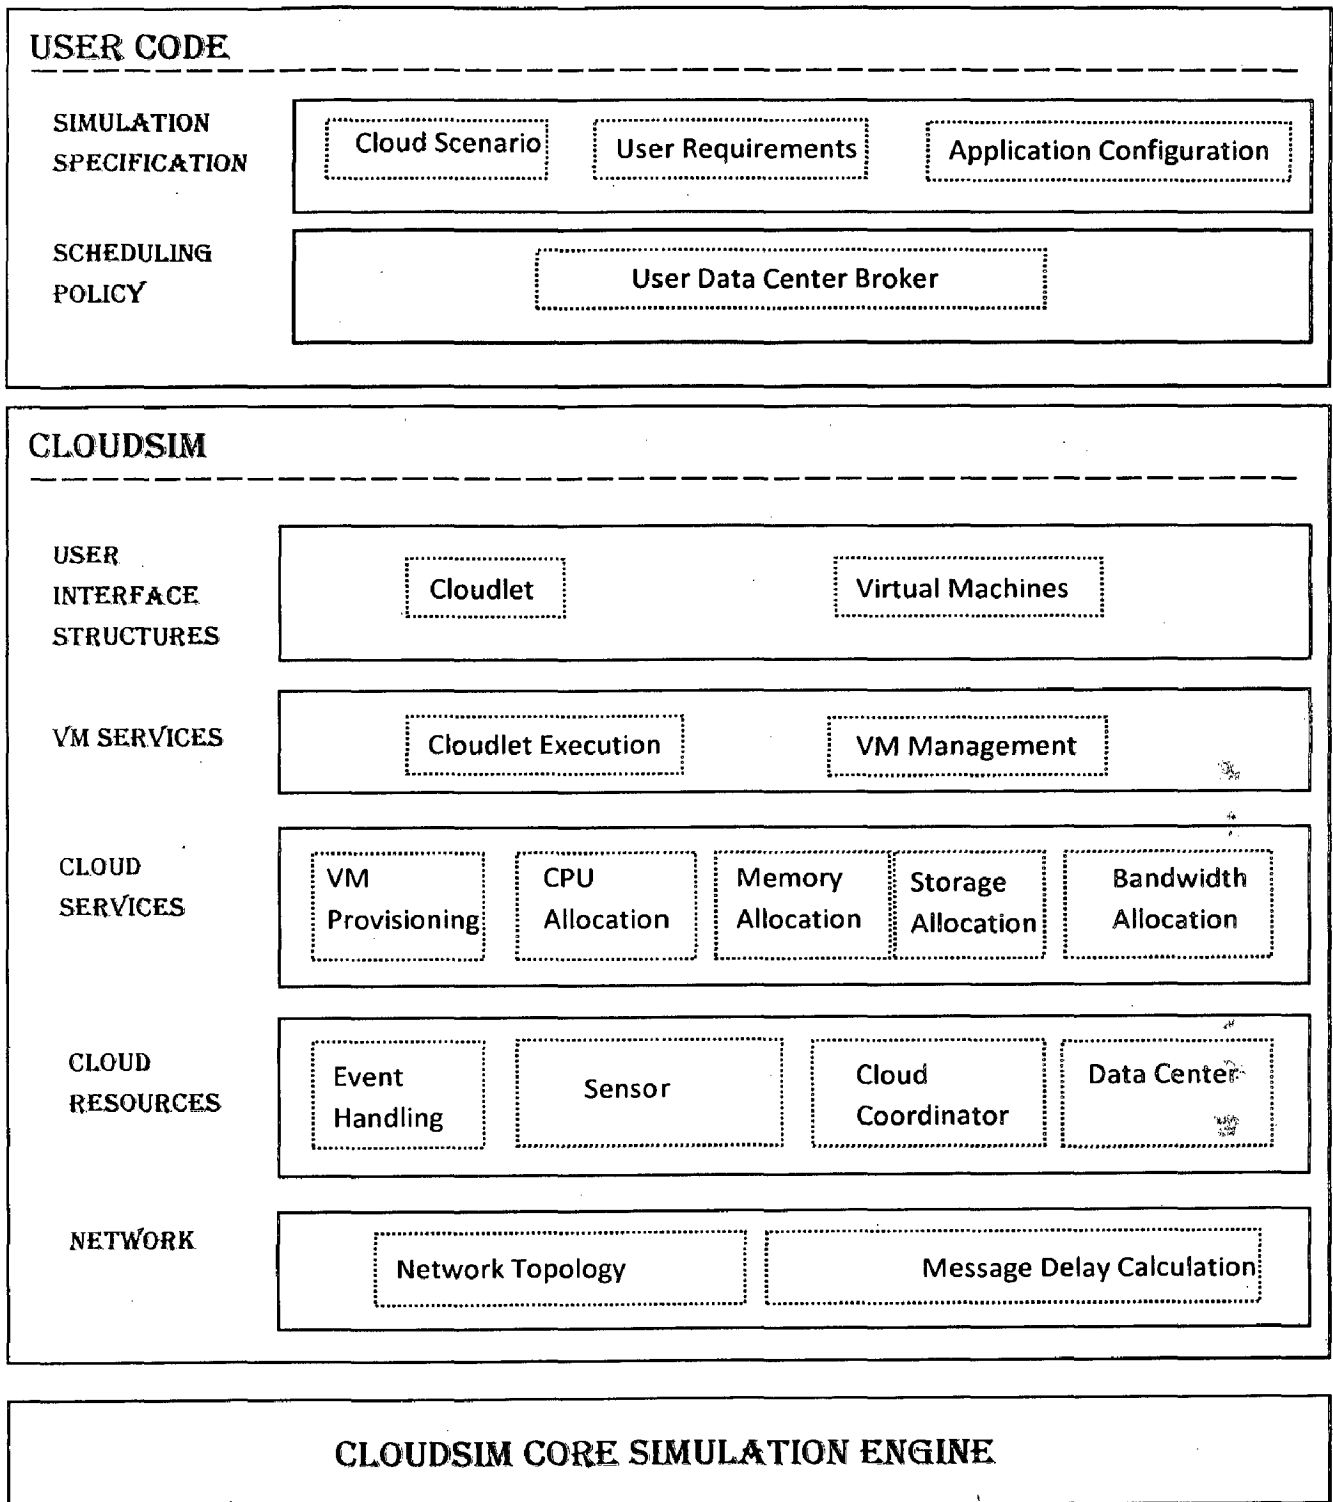 USER CODE
SIMULATION
SPECIFICATION
Cloud Scenario
User Requirements
Application Configuration
SCHEDULING
POLICY
User Data Center Broker
CLOUDSIM
USER
INTERFACE
STRUCTURES
Cloudlet
Virtual Machines
VM SERVICES
Cloudlet Execution
VM Management
CLOUD
SERVICES
VM
Provisioning
CPU
Allocation
Memory
Allocation
Storage
Allocation
Bandwidth
Allocation
CLOUD
RESOURCES
Event
Handling
Sensor
Cloud
Coordinator
Data Center
NETWORK
Network Topology
Message Delay Calculation
CLOUDSIM CORE SIMULATION ENGINE